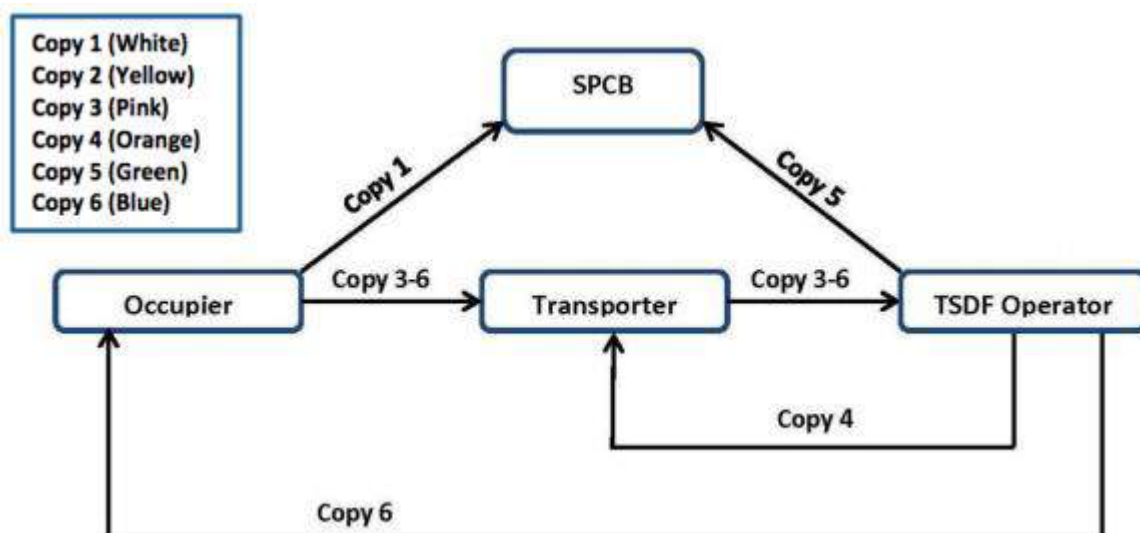 Copy 1 (White)
Copy 2 (Yellow)
Copy 3 (Pink)
Copy 4 (Orange)
Copy 5 (Green)
Copy 6 (Blue)
SPCB
Copy 1
Copy 5
Occupier
Copy 3-6
Transporter
Copy 3-6
TSDF Operator
Copy 4
Copy 6